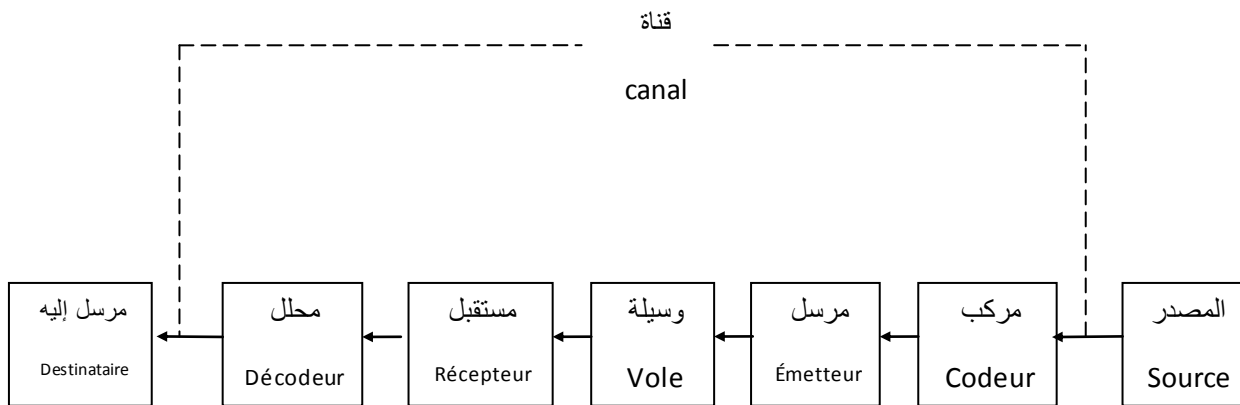 قناة
canal
المصدر
Source
مركب
Codeur
مرسل
Émetteur
وسيلة
Vole
مستقبل
Récepteur
محلل
Décodeur
مرسل إليه
Destinataire